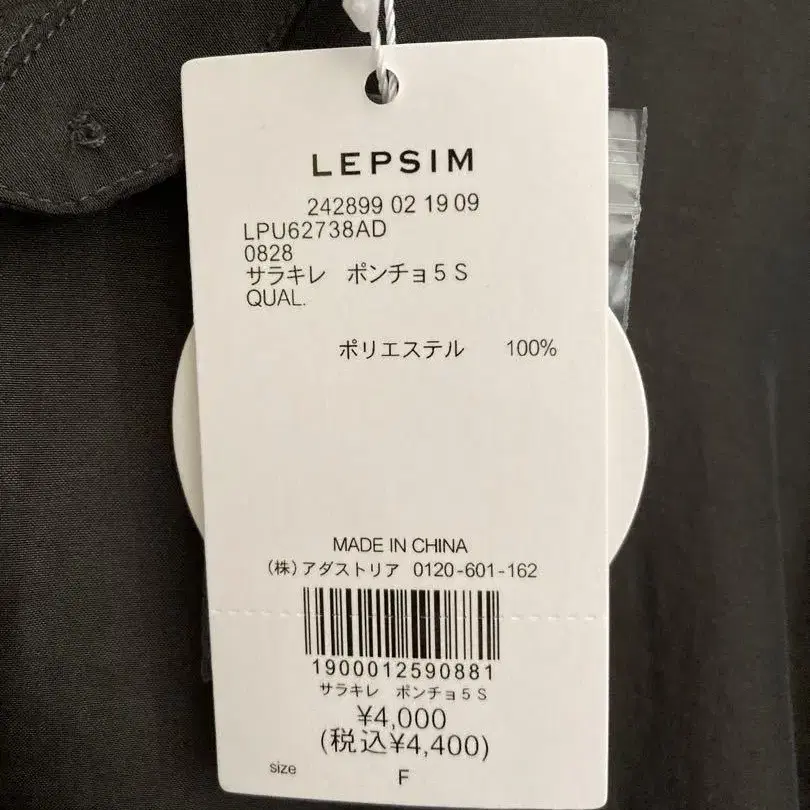 LEPSIM
242899 02 19 09
LPU62738AD
0828
サラキレ ポンチョ5 S
QUAL.
ポリエステル 100%
MADE IN CHINA
(株)アダストリア 0120-601-162
1900012590881
サラキレ ポンチョ5 S
¥4,000
(税込¥4,400)
size F